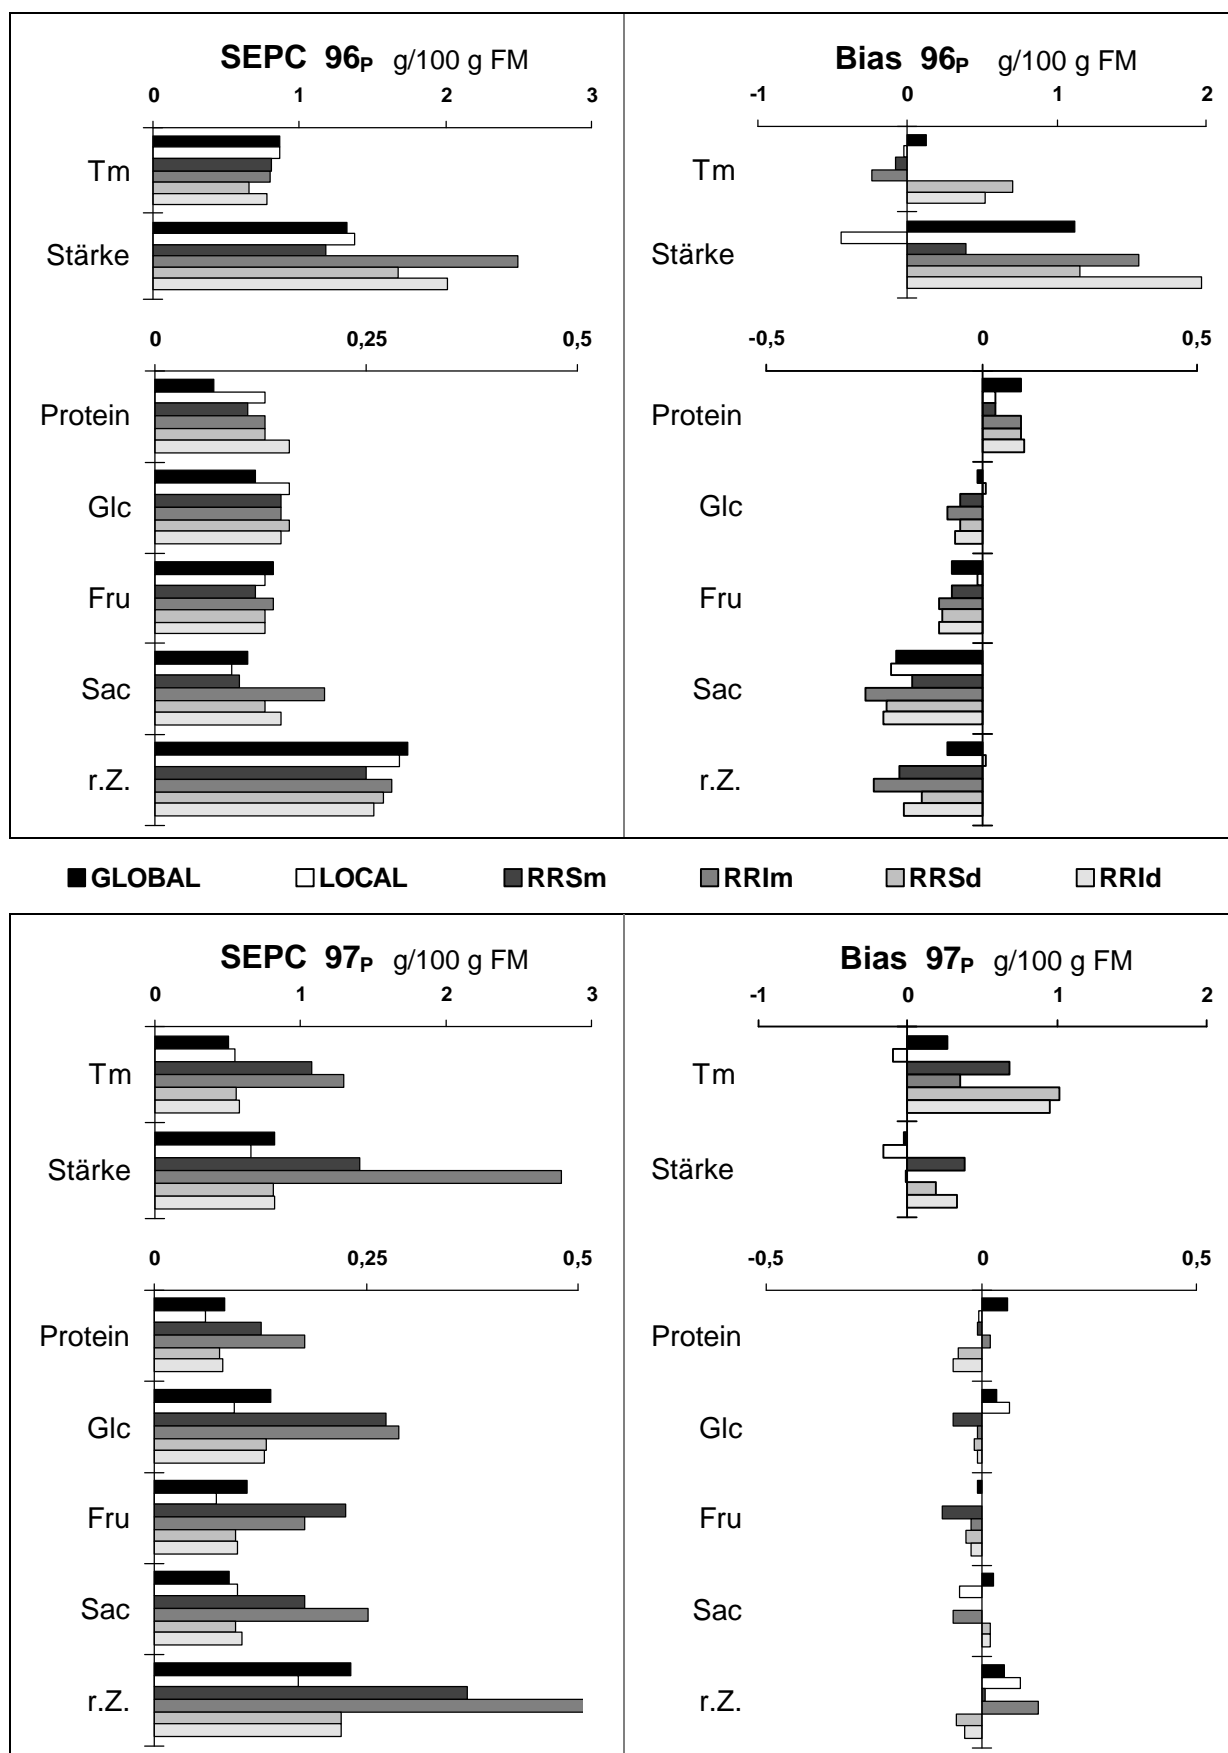 SEPC 96P g/100 g FM
0 1 2 3
Tm
Stärke
0 0,25 0,5
Protein
Glc
Fru
Sac
r.Z.
Bias 96P g/100 g FM
-1 0 1 2
Tm
Stärke
-0,5 0 0,5
Protein
Glc
Fru
Sac
r.Z.
GLOBAL LOCAL RRSm RRIm RRSd RRId
SEPC 97P g/100 g FM
0 1 2 3
Tm
Stärke
0 0,25 0,5
Protein
Glc
Fru
Sac
r.Z.
Bias 97P g/100 g FM
-1 0 1 2
Tm
Stärke
-0,5 0 0,5
Protein
Glc
Fru
Sac
r.Z.